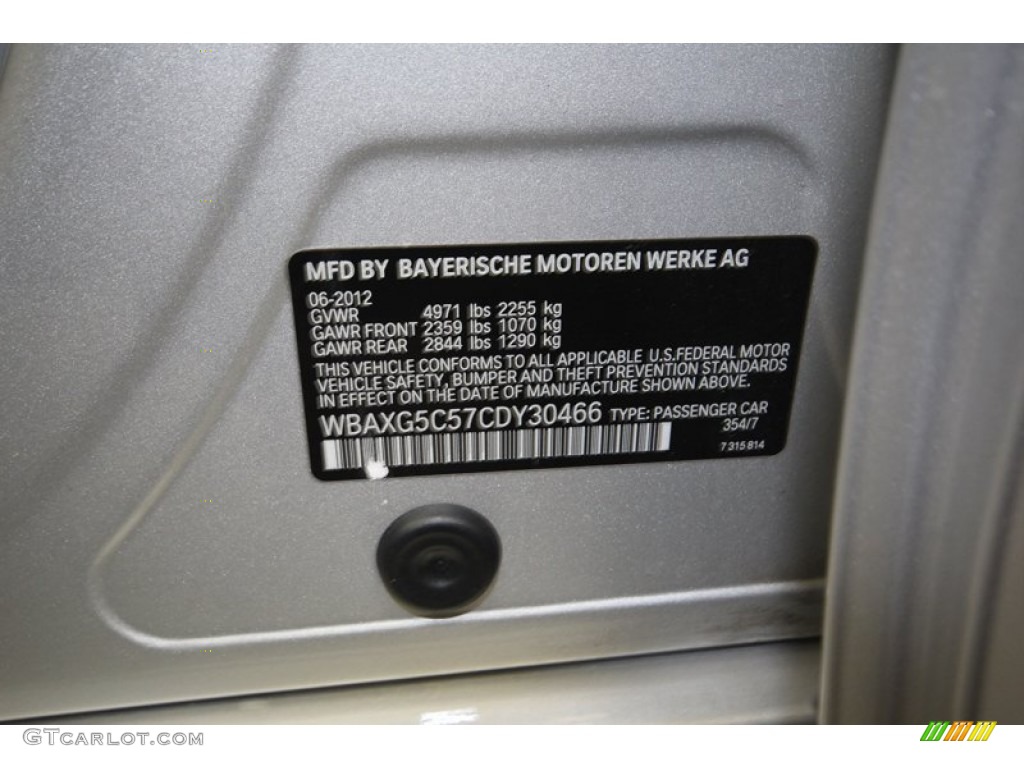 MFD BY BAYERISCHE MOTOREN WERKE AG
06-2012
GVWR 4971 lbs 2255 kg
GAWR FRONT 2359 lbs 1070 kg
GAWR REAR 2844 lbs 1290 kg
THIS VEHICLE CONFORMS TO ALL APPLICABLE U.S.FEDERAL MOTOR
VEHICLE SAFETY, BUMPER AND THEFT PREVENTION STANDARDS
IN EFFECT ON THE DATE OF MANUFACTURE SHOWN ABOVE.
WBAXG5C57CDY30466 TYPE: PASSENGER CAR
354/7
7 315 814
GTCarLot.com